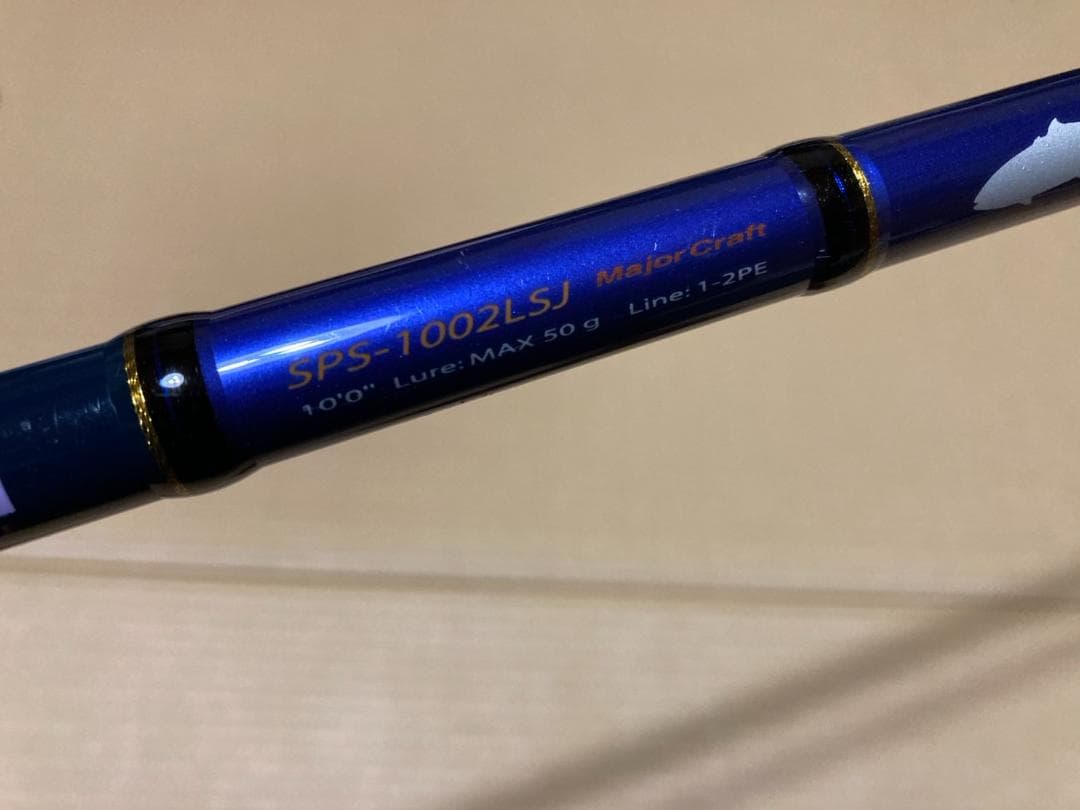 SPS-1002LSJ MajorCraft
10'0" Lure: MAX 50 g Line: 1-2PE